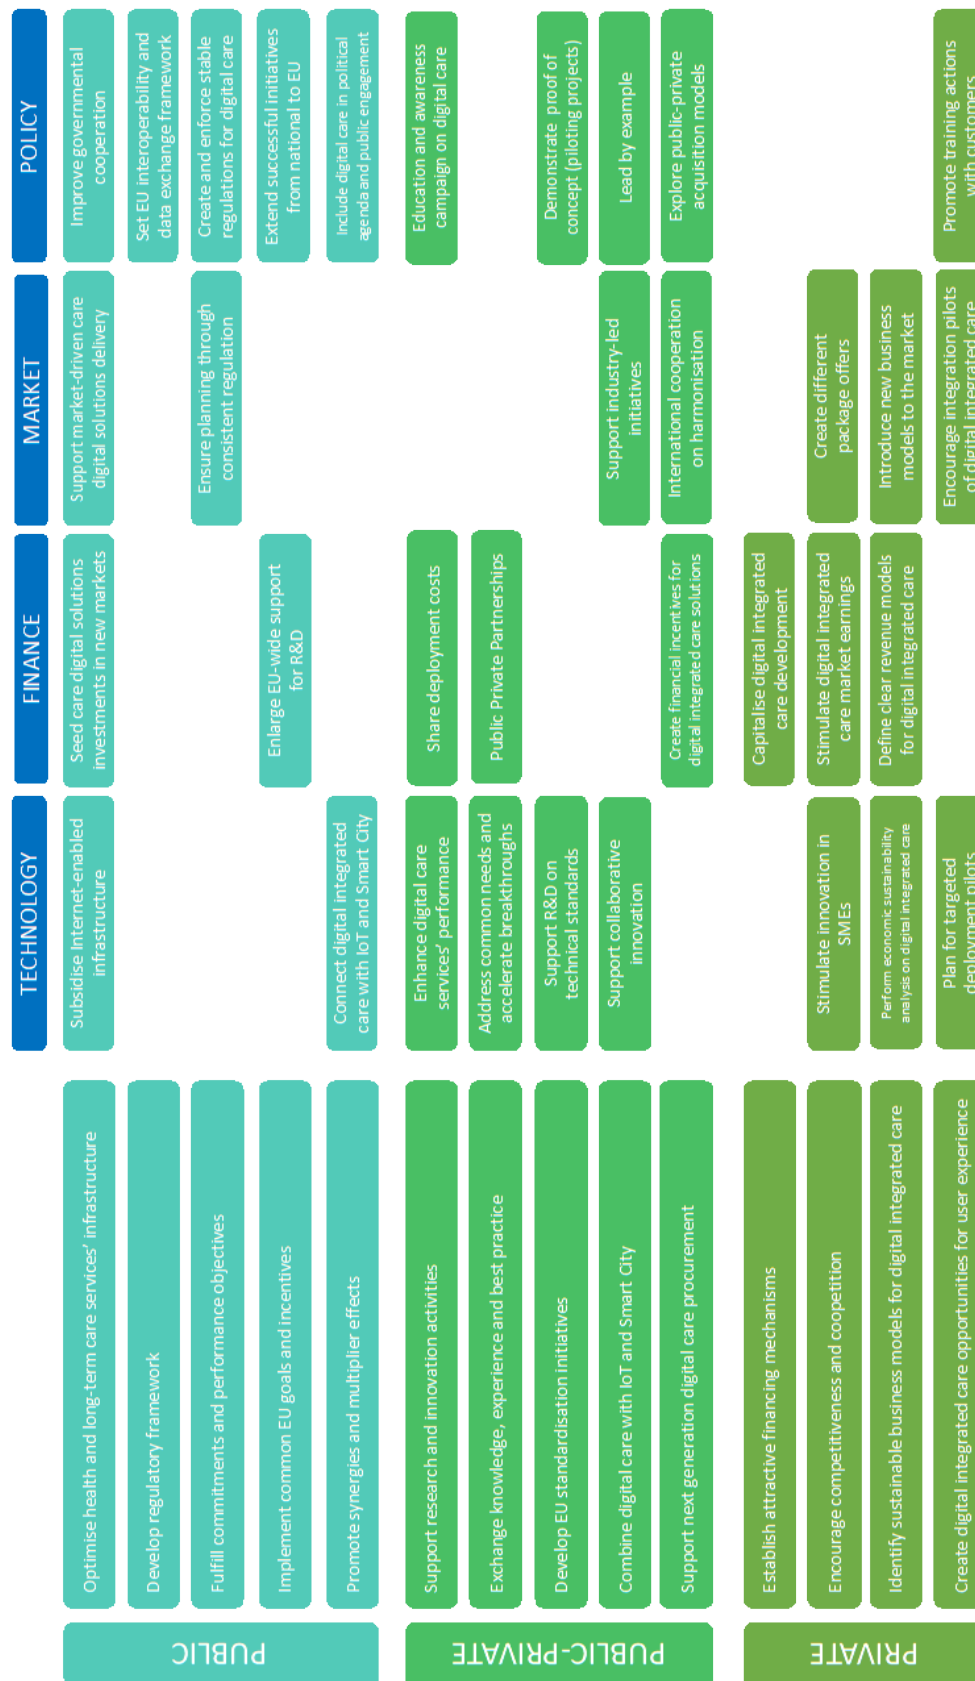 TECHNOLOGY
FINANCE
MARKET
POLICY
PUBLIC
Optimise health and long-term care services' infrastructure
Subsidise Internet-enabled
infrastructure
Seed care digital solutions
investments in new markets
Support market-driven care
digital solutions delivery
Improve governmental
cooperation
Develop regulatory framework
Set EU interoperability and
data exchange framework
Fulfill commitments and performance objectives
Ensure planning through
consistent regulation
Create and enforce stable
regulations for digital care
Implement common EU goals and incentives
Enlarge EU-wide support
for R&D
Extend successful initiatives
from national to EU
Promote synergies and multiplier effects
Connect digital integrated
care with IoT and Smart City
Include digital care in political
agenda and public engagement
PUBLIC-PRIVATE
Support research and innovation activities
Enhance digital care
services' performance
Share deployment costs
Education and awareness
campaign on digital care
Exchange knowledge, experience and best practice
Address common needs and
accelerate breakthroughs
Public Private Partnerships
Develop EU standardisation initiatives
Support R&D on
technical standards
Demonstrate proof of
concept (piloting projects)
Combine digital care with IoT and Smart City
Support collaborative
innovation
Support industry-led
initiatives
Lead by example
Support next generation digital care procurement
Create financial incentives for
digital integrated care solutions
International cooperation
on harmonisation
Explore public-private
acquisition models
PRIVATE
Establish attractive financing mechanisms
Capitalise digital integrated
care development
Encourage competitiveness and coopetition
Stimulate innovation in
SMEs
Stimulate digital integrated
care market earnings
Create different
package offers
Identify sustainable business models for digital integrated care
Perform economic sustainability
analysis on digital integrated care
Define clear revenue models
for digital integrated care
Introduce new business
models to the market
Create digital integrated care opportunities for user experience
Plan for targeted
deployment pilots
Encourage integration pilots
of digital integrated care
Promote training actions
with customers